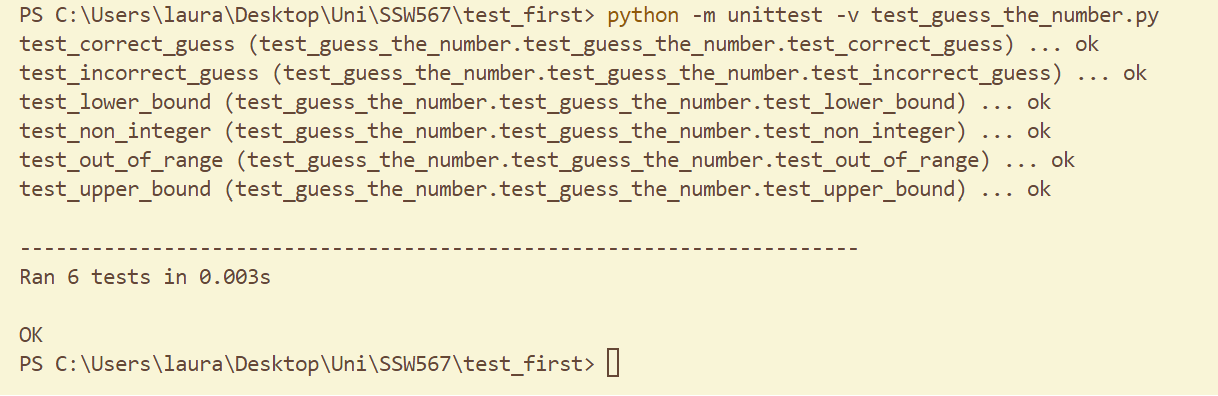 PS C:\Users\laura\Desktop\Uni\SSW567\test_first> python -m unittest -v test_guess_the_number.py
test_correct_guess (test_guess_the_number.test_guess_the_number.test_correct_guess) ... ok
test_incorrect_guess (test_guess_the_number.test_guess_the_number.test_incorrect_guess) ... ok
test_lower_bound (test_guess_the_number.test_guess_the_number.test_lower_bound) ... ok
test_non_integer (test_guess_the_number.test_guess_the_number.test_non_integer) ... ok
test_out_of_range (test_guess_the_number.test_guess_the_number.test_out_of_range) ... ok
test_upper_bound (test_guess_the_number.test_guess_the_number.test_upper_bound) ... ok
----------------------------------------------------------------------
Ran 6 tests in 0.003s
OK
PS C:\Users\laura\Desktop\Uni\SSW567\test_first>